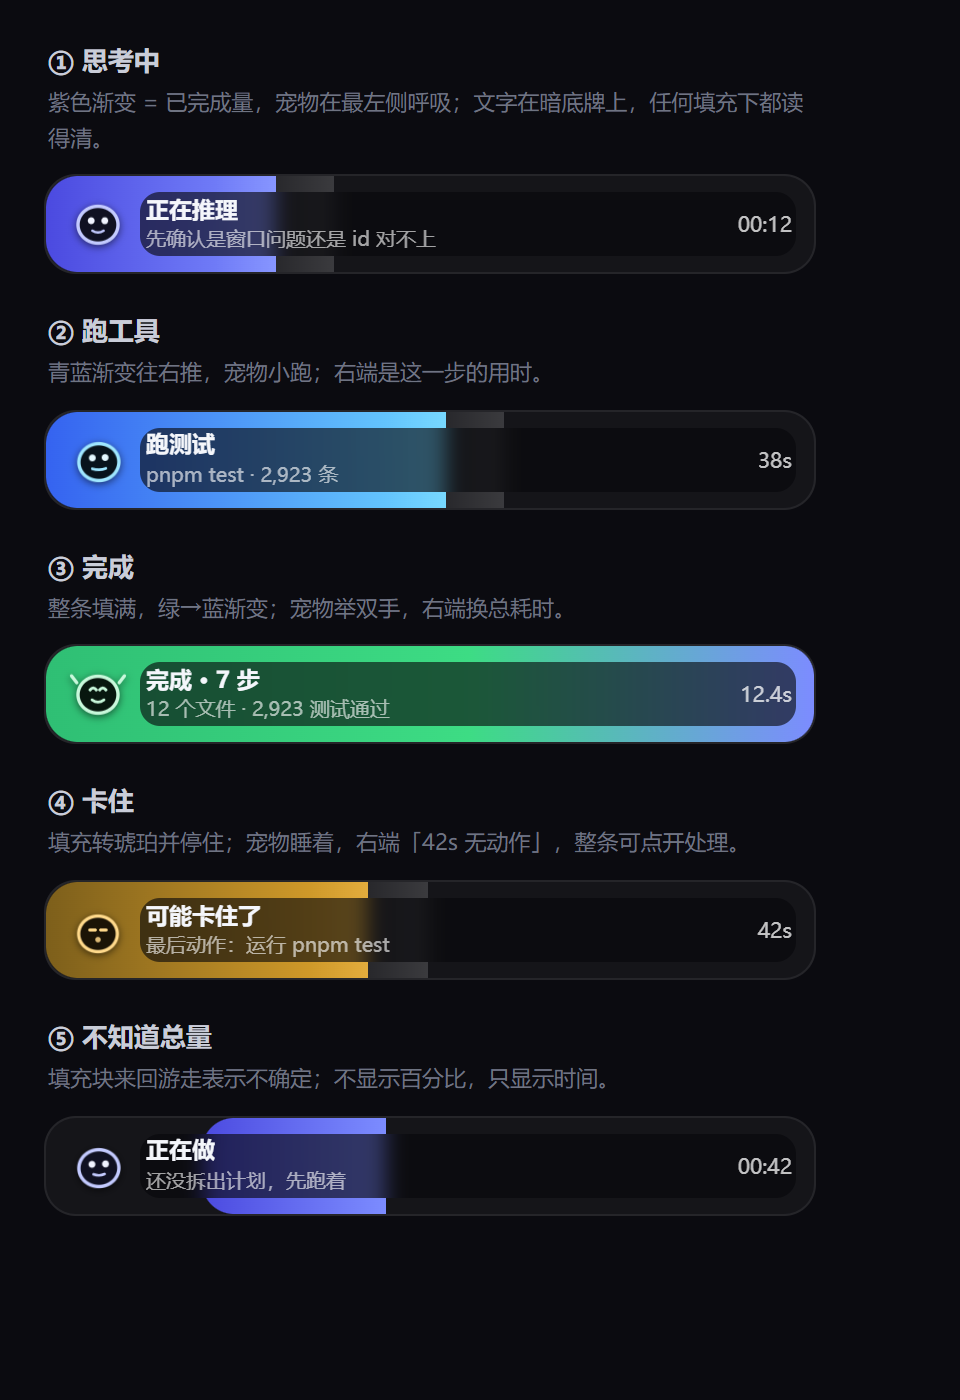 ① 思考中
紫色渐变 = 已完成量，宠物在最左侧呼吸；文字在暗底牌上，任何填充下都读
得清。
正在推理
先确认是窗口问题还是 id 对不上
00:12
② 跑工具
青蓝渐变往右推，宠物小跑；右端是这一步的用时。
跑测试
pnpm test · 2,923 条
38s
③ 完成
整条填满，绿→蓝渐变；宠物举双手，右端换总耗时。
完成 • 7 步
12 个文件 · 2,923 测试通过
12.4s
④ 卡住
填充转琥珀并停住；宠物睡着，右端「42s 无动作」，整条可点开处理。
可能卡住了
最后动作：运行 pnpm test
42s
⑤ 不知道总量
填充块来回游走表示不确定；不显示百分比，只显示时间。
正在做
还没拆出计划，先跑着
00:42